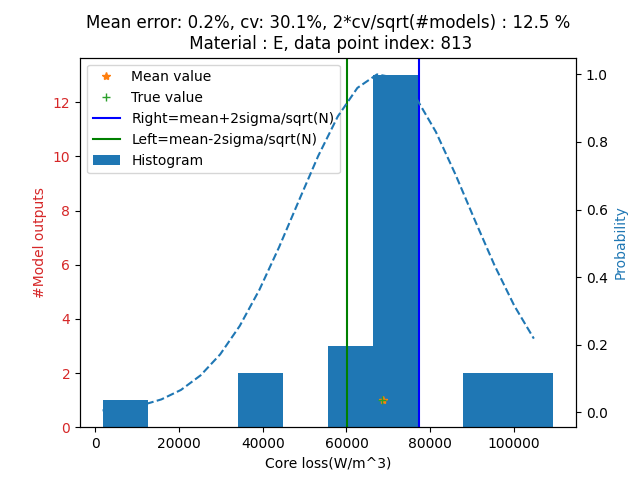 Mean error: 0.2%, cv: 30.1%, 2*cv/sqrt(#models) : 12.5 %
Material : E, data point index: 813
Mean value
True value
Right=mean+2sigma/sqrt(N)
Left=mean-2sigma/sqrt(N)
Histogram
#Model outputs
12
10
8
6
4
2
0
1.0
0.8
0.6
0.4
0.2
0.0
Probability
0 20000 40000 60000 80000 100000
Core loss(W/m^3)